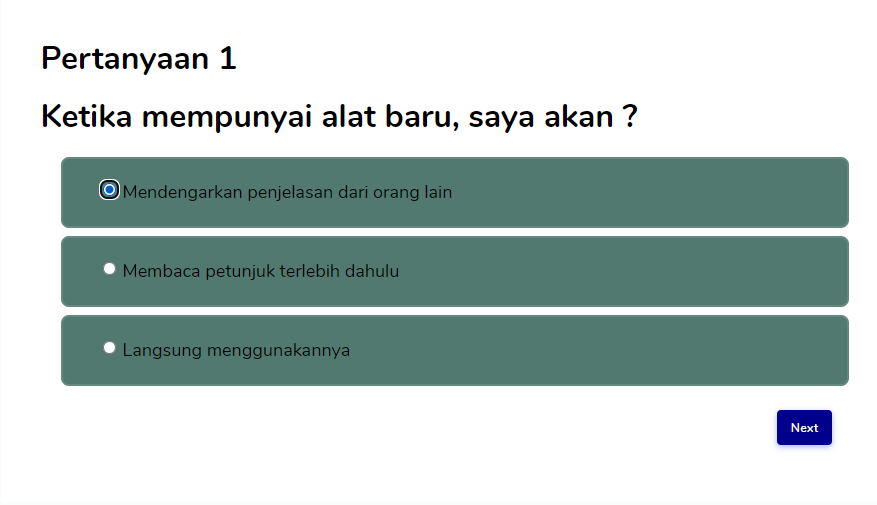 Pertanyaan 1
Ketika mempunyai alat baru, saya akan ?
Mendengarkan penjelasan dari orang lain
Membaca petunjuk terlebih dahulu
Langsung menggunakannya
Next